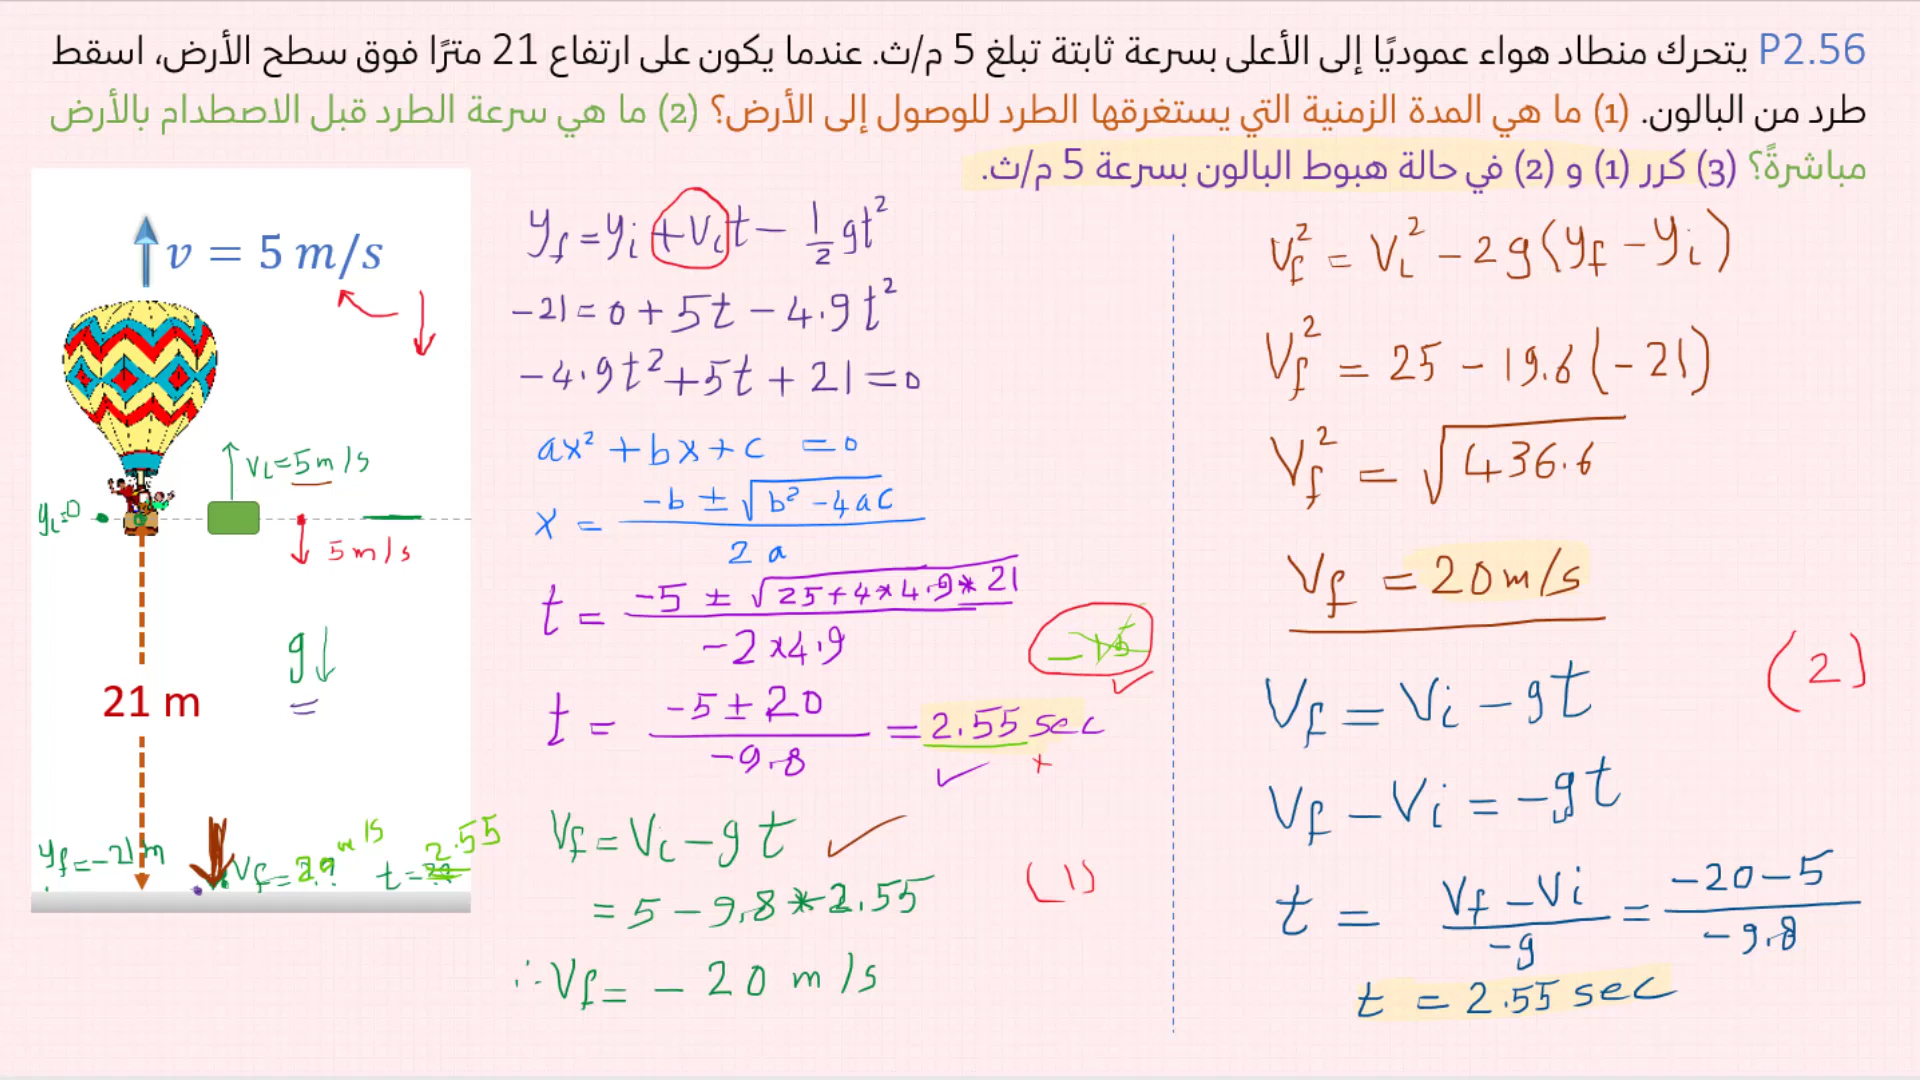 P2.56 يتحرك منطاد هواء عموديًا إلى الأعلى بسرعة ثابتة تبلغ 5 م/ث. عندما يكون على ارتفاع 21 مترًا فوق سطح الأرض، اسقط
طرد من البالون. (1) ما هي المدة الزمنية التي يستغرقها الطرد للوصول إلى الأرض؟ (2) ما هي سرعة الطرد قبل الاصطدام بالأرض
مباشرةً؟ (3) كرر (1) و (2) في حالة هبوط البالون بسرعة 5 م/ث.
v = 5 m/s
Vi=5m/s
yi=0
5m/s
g↓
21 m
yf=-21m
Vf=?? m/s
t=?? 2.55
yf = yi + Vi t - 1/2 gt²
-21=0+5t-4.9t²
-4.9t²+5t+21=0
ax²+bx+c=0
x = (-b ± √(b²-4ac)) / 2a
t = (-5 ± √(25+4*4.9*21)) / (-2×4.9)
t = (-5±20) / -9.8 = 2.55 sec
Vf = Vi - gt
= 5-9.8*2.55
∴ Vf = -20 m/s
(1)
Vf² = Vi² - 2g(yf - yi)
Vf² = 25 - 19.6(-21)
Vf² = √436.6
Vf = 20m/s
(2)
Vf = Vi - gt
Vf - Vi = -gt
t = (Vf - Vi) / -g = (-20-5) / -9.8
t = 2.55 sec